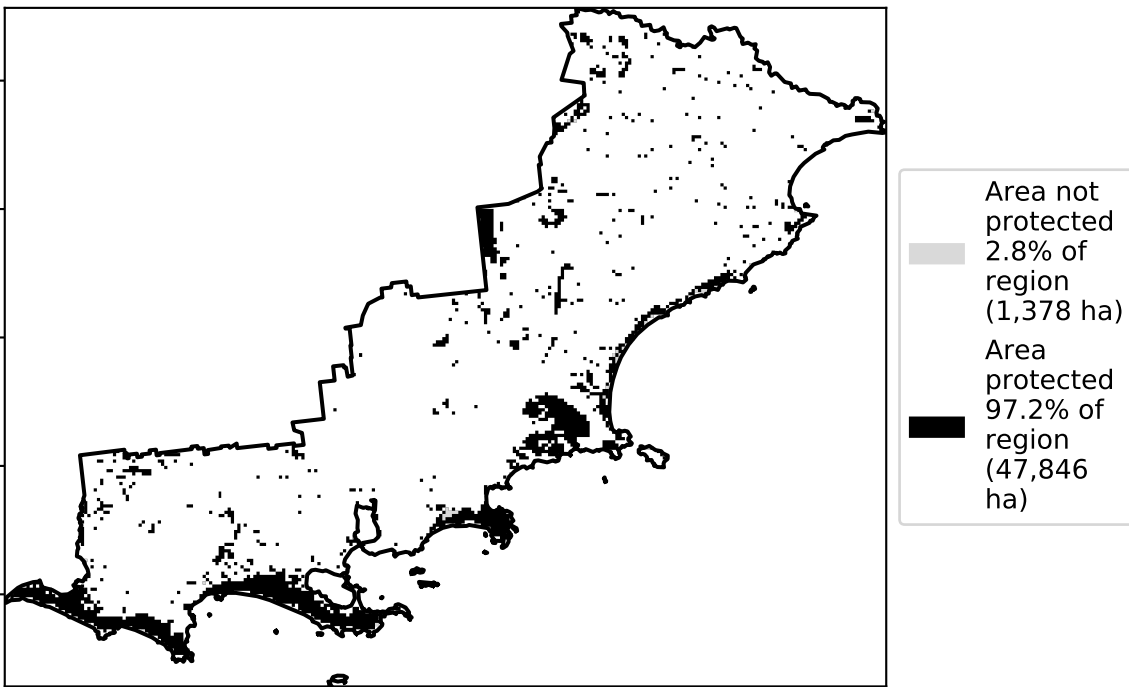 Area not
protected
2.8% of
region
(1,378 ha)
Area
protected
97.2% of
region
(47,846
ha)